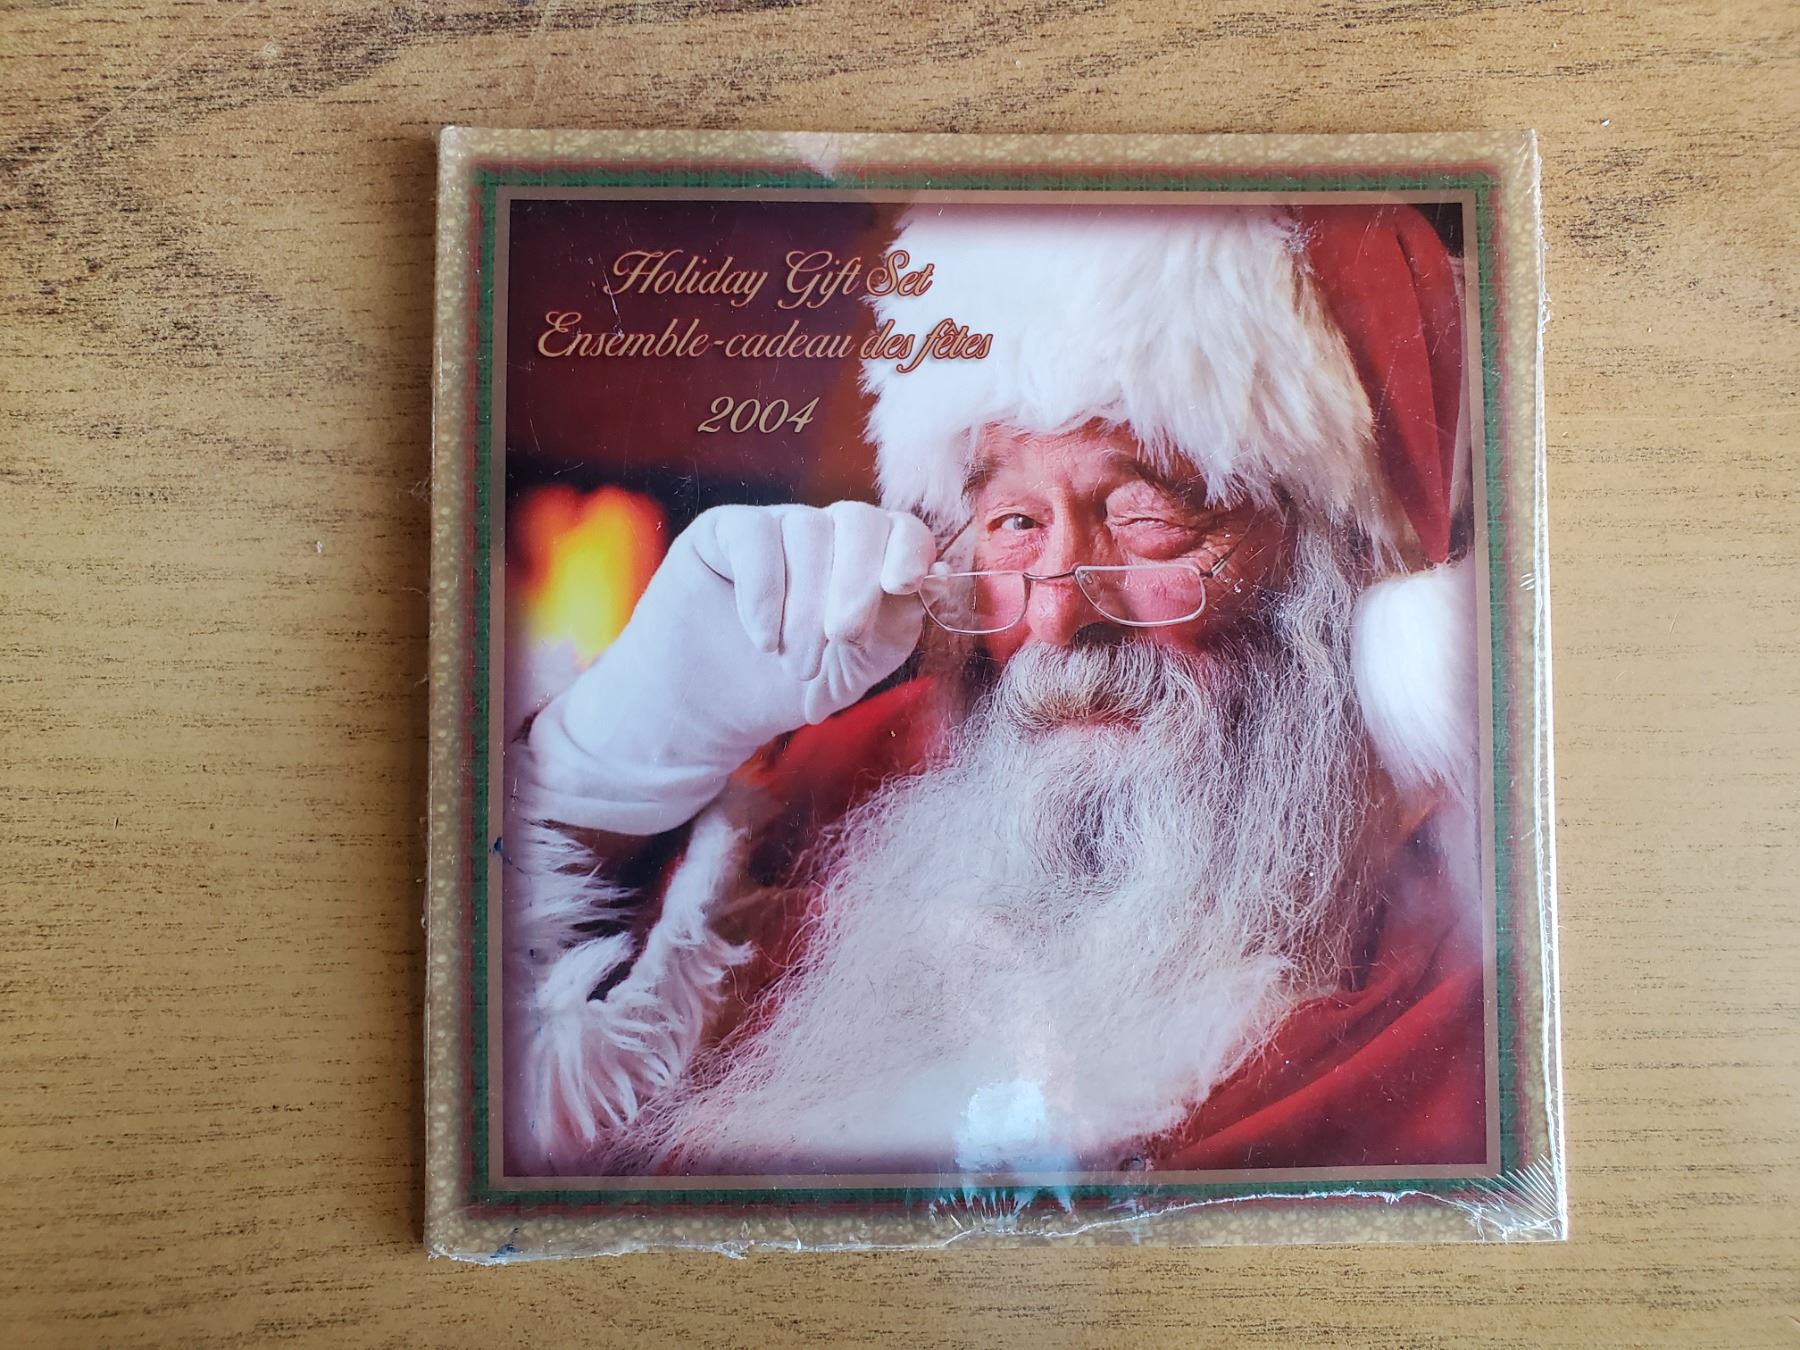 Holiday Gift Set
Ensemble-cadeau des fêtes
2004